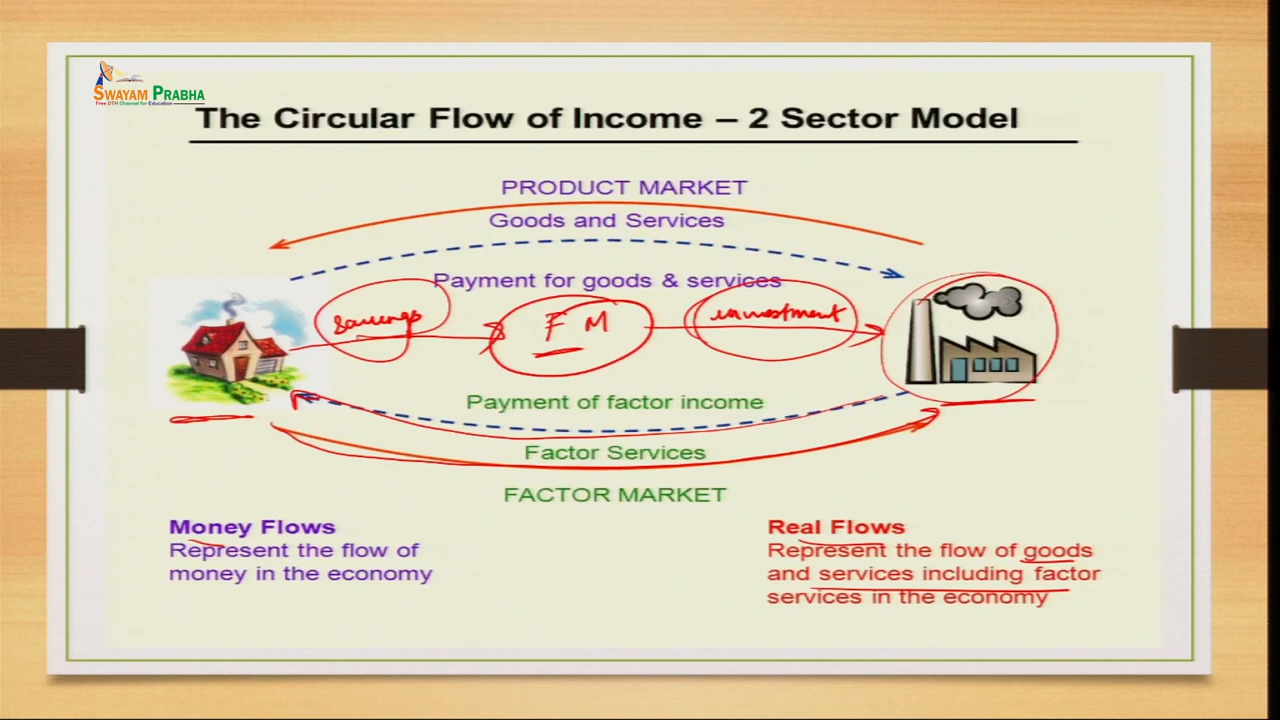 SWAYAM PRABHA
Free DTH Channel for Education
The Circular Flow of Income – 2 Sector Model
PRODUCT MARKET
Goods and Services
Payment for goods & services
savings
F M
investment
Payment of factor income
Factor Services
FACTOR MARKET
Money Flows
Represent the flow of
money in the economy
Real Flows
Represent the flow of goods
and services including factor
services in the economy